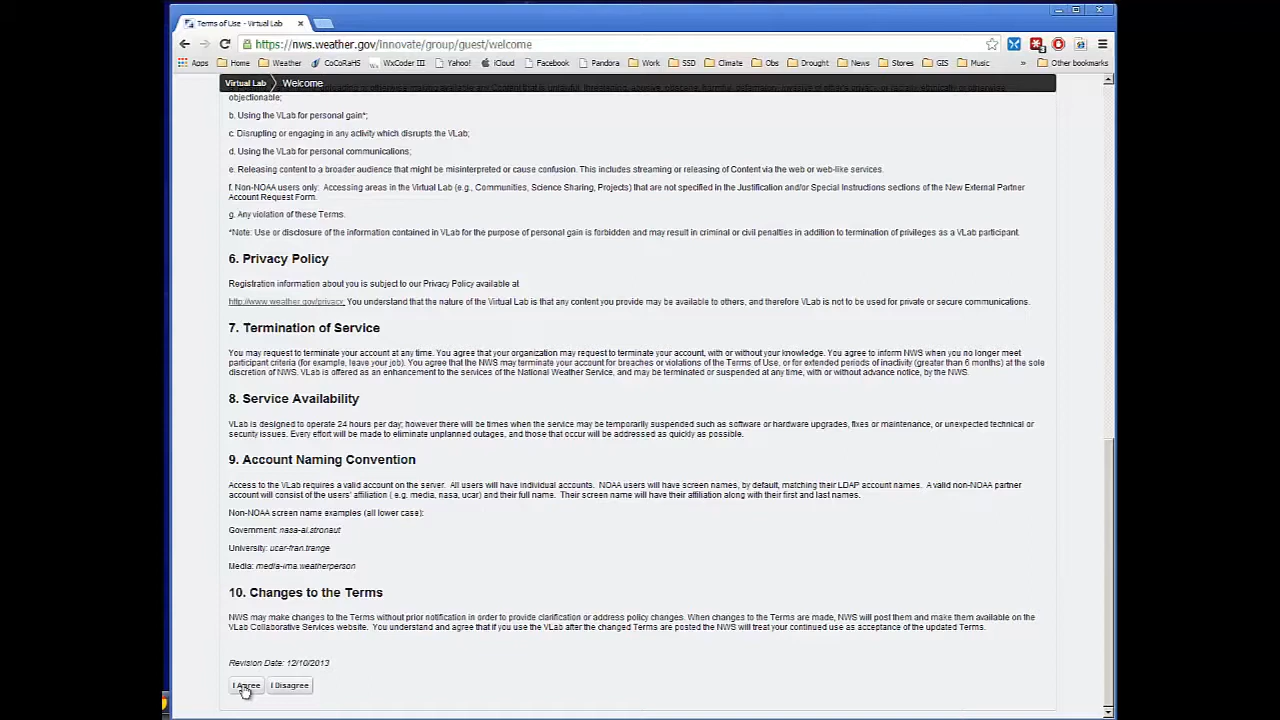 Terms of Use - Virtual Lab
https://nws.weather.gov/innovate/group/guest/welcome
Apps Home Weather CoCoRaHS WxCoder III Yahoo! iCloud Facebook Pandora Work SSD Climate Obs Drought News Stores GIS Music » Other bookmarks
Virtual Lab Welcome
objectionable;
b. Using the VLab for personal gain*;
c. Disrupting or engaging in any activity which disrupts the VLab;
d. Using the VLab for personal communications;
e. Releasing content to a broader audience that might be misinterpreted or cause confusion. This includes streaming or releasing of Content via the web or web-like services.
f. Non-NOAA users only: Accessing areas in the Virtual Lab (e.g., Communities, Science Sharing, Projects) that are not specified in the Justification and/or Special Instructions sections of the New External Partner
Account Request Form.
g. Any violation of these Terms.
*Note: Use or disclosure of the information contained in VLab for the purpose of personal gain is forbidden and may result in criminal or civil penalties in addition to termination of privileges as a VLab participant.
6. Privacy Policy
Registration information about you is subject to our Privacy Policy available at
http://www.weather.gov/privacy. You understand that the nature of the Virtual Lab is that any content you provide may be available to others, and therefore VLab is not to be used for private or secure communications.
7. Termination of Service
You may request to terminate your account at any time. You agree that your organization may request to terminate your account, with or without your knowledge. You agree to inform NWS when you no longer meet
participant criteria (for example, leave your job). You agree that the NWS may terminate your account for breaches or violations of the Terms of Use, or for extended periods of inactivity (greater than 6 months) at the sole
discretion of NWS. VLab is offered as an enhancement to the services of the National Weather Service, and may be terminated or suspended at any time, with or without advance notice, by the NWS.
8. Service Availability
VLab is designed to operate 24 hours per day; however there will be times when the service may be temporarily suspended such as software or hardware upgrades, fixes or maintenance, or unexpected technical or
security issues. Every effort will be made to eliminate unplanned outages, and those that occur will be addressed as quickly as possible.
9. Account Naming Convention
Access to the VLab requires a valid account on the server. All users will have individual accounts. NOAA users will have screen names, by default, matching their LDAP account names. A valid non-NOAA partner
account will consist of the users' affiliation ( e.g. media, nasa, ucar) and their full name. Their screen name will have their affiliation along with their first and last names.
Non-NOAA screen name examples (all lower case):
Government: nasa-al.stronaut
University: ucar-fran.trange
Media: media-ima.weatherperson
10. Changes to the Terms
NWS may make changes to the Terms without prior notification in order to provide clarification or address policy changes. When changes to the Terms are made, NWS will post them and make them available on the
VLab Collaborative Services website. You understand and agree that if you use the VLab after the changed Terms are posted the NWS will treat your continued use as acceptance of the updated Terms.
Revision Date: 12/10/2013
I Agree I Disagree